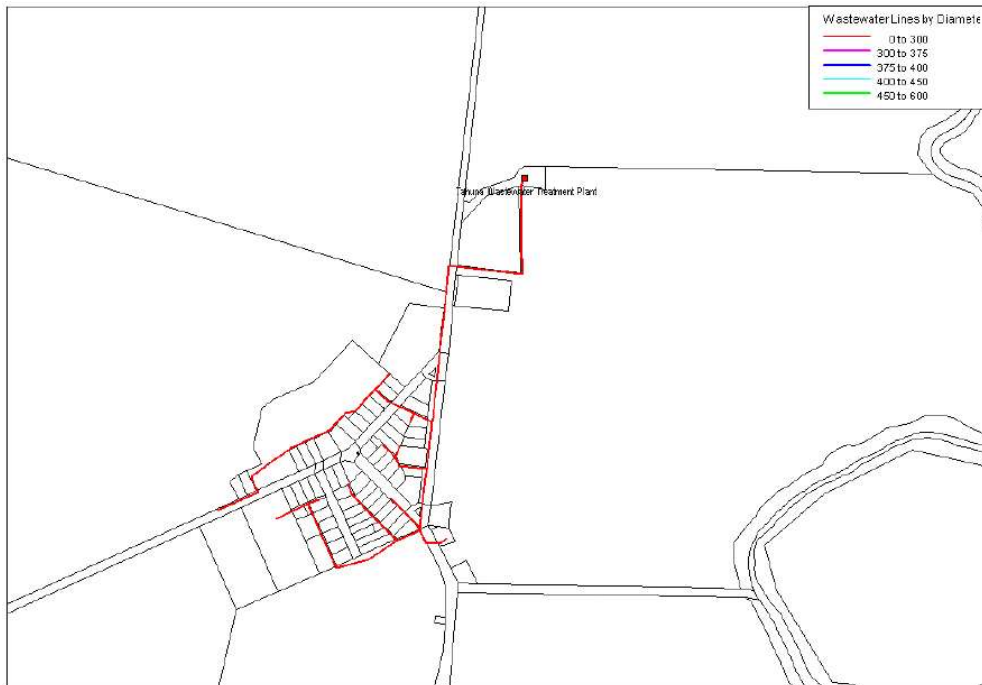 Wastewater Lines by Diamete
0 to 300
300 to 375
375 to 400
400 to 450
450 to 600
Tahuna Wastewater Treatment Plant